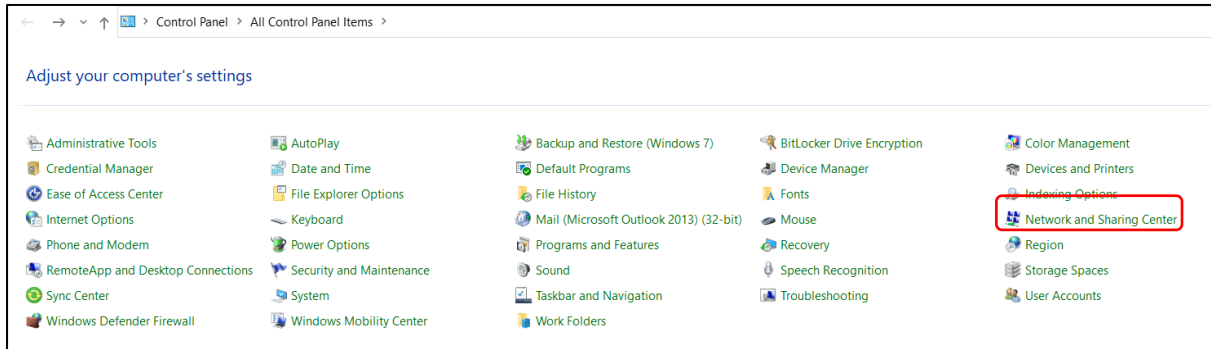 Control Panel > All Control Panel Items >
Adjust your computer's settings
Administrative Tools AutoPlay Backup and Restore (Windows 7) BitLocker Drive Encryption Color Management
Credential Manager Date and Time Default Programs Device Manager Devices and Printers
Ease of Access Center File Explorer Options File History Fonts Indexing Options
Internet Options Keyboard Mail (Microsoft Outlook 2013) (32-bit) Mouse Network and Sharing Center
Phone and Modem Power Options Programs and Features Recovery Region
RemoteApp and Desktop Connections Security and Maintenance Sound Speech Recognition Storage Spaces
Sync Center System Taskbar and Navigation Troubleshooting User Accounts
Windows Defender Firewall Windows Mobility Center Work Folders